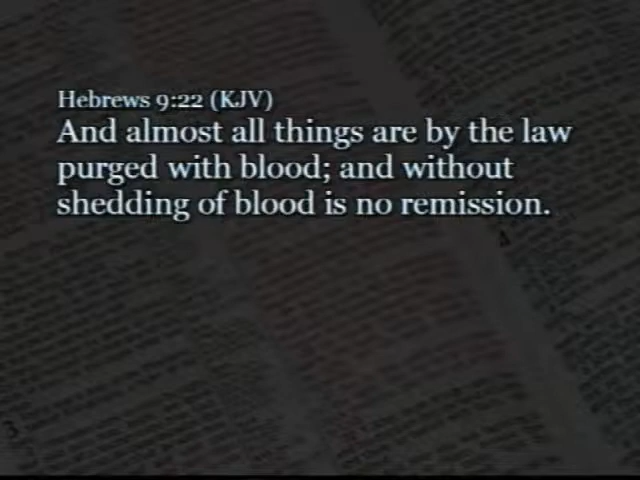 Hebrews 9:22 (KJV)
And almost all things are by the law
purged with blood; and without
shedding of blood is no remission.